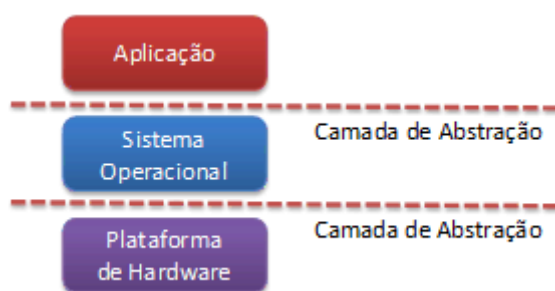 Aplicação
Camada de Abstração
Sistema
Operacional
Camada de Abstração
Plataforma
de Hardware